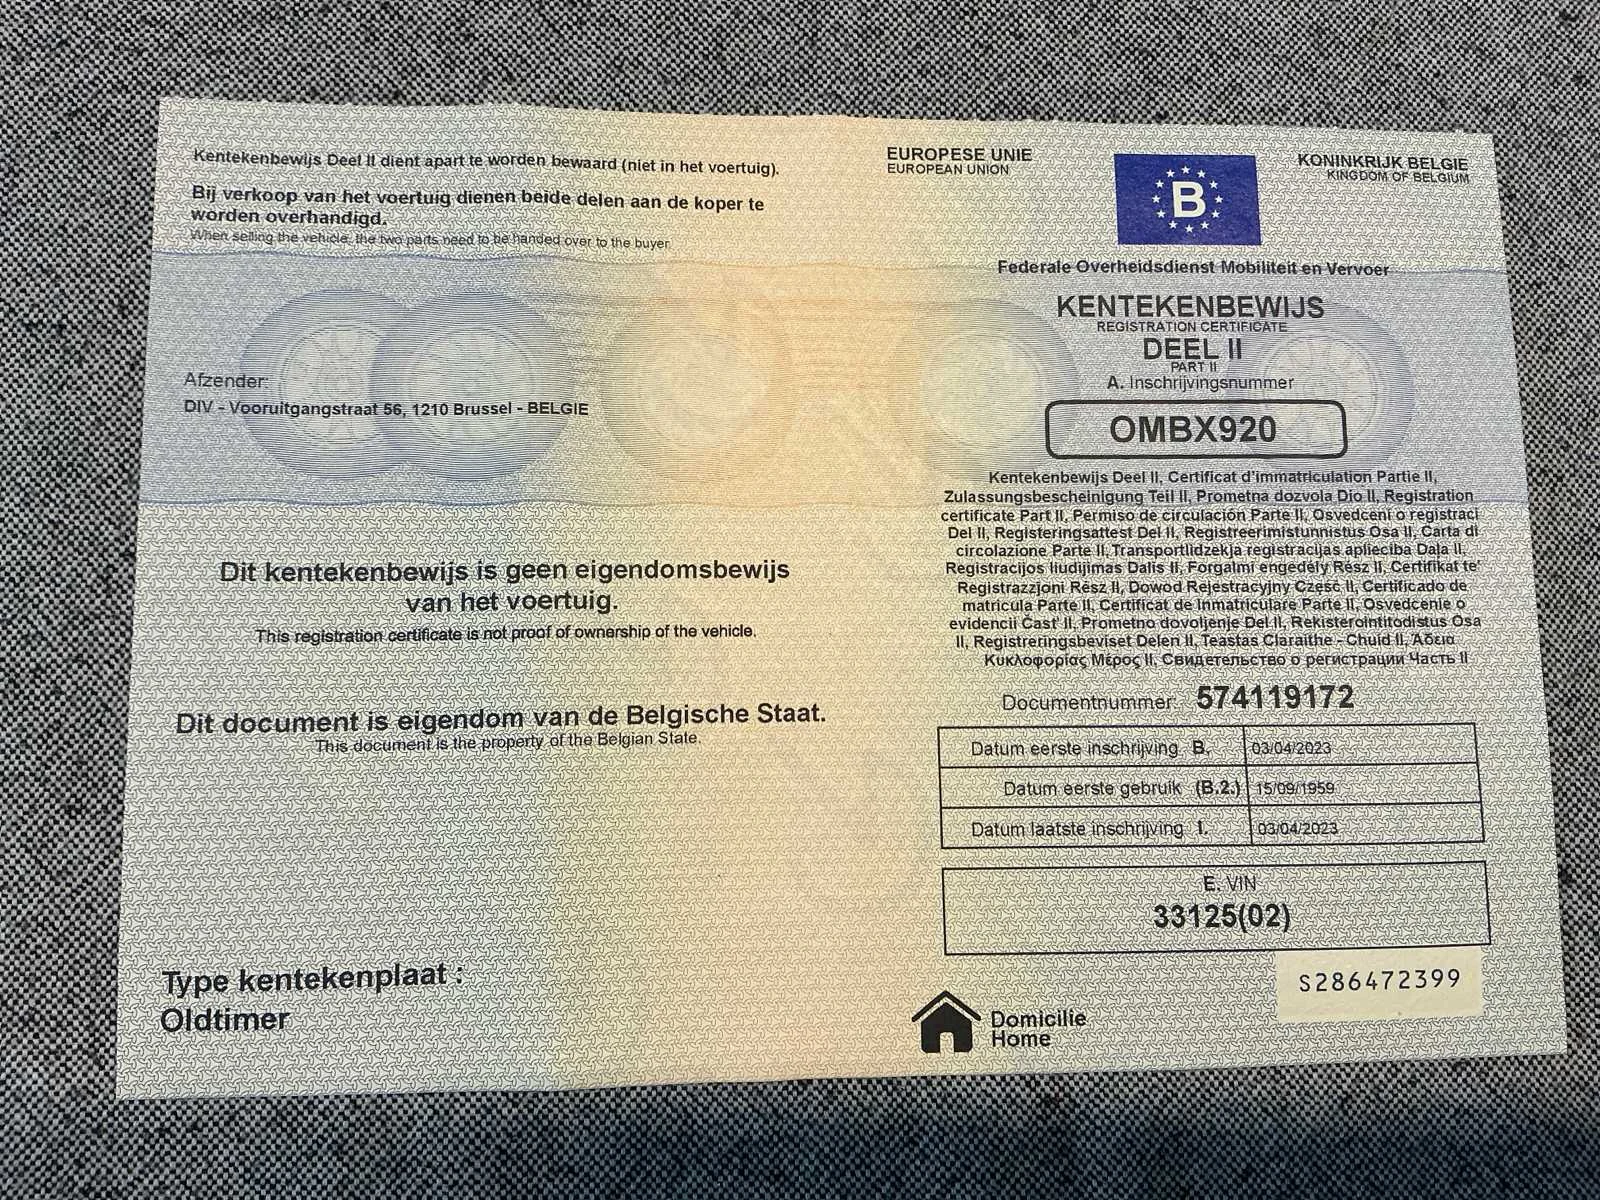 Kentekenbewijs Deel II dient apart te worden bewaard (niet in het voertuig).
Bij verkoop van het voertuig dienen beide delen aan de koper te
worden overhandigd.
When selling the vehicle, the two parts need to be handed over to the buyer
Afzender:
DIV - Vooruitgangstraat 56, 1210 Brussel - BELGIE
Dit kentekenbewijs is geen eigendomsbewijs
van het voertuig.
This registration certificate is not proof of ownership of the vehicle.
Dit document is eigendom van de Belgische Staat.
This document is the property of the Belgian State.
Type kentekenplaat :
Oldtimer
EUROPESE UNIE
EUROPEAN UNION
B
KONINKRIJK BELGIE
KINGDOM OF BELGIUM
Federale Overheidsdienst Mobiliteit en Vervoer
KENTEKENBEWIJS
REGISTRATION CERTIFICATE
DEEL II
PART II
A. Inschrijvingsnummer
OMBX920
Kentekenbewijs Deel II, Certificat d'immatriculation Partie II,
Zulassungsbescheinigung Teil II, Prometna dozvola Dio II, Registration
certificate Part II, Permiso de circulación Parte II, Osvedceni o registraci
Del II, Registeringsattest Del II, Registreerimistunnistus Osa II, Carta di
circolazione Parte II, Transportlidzekja registracijas aplieciba Daļa II,
Registracijos liudijimas Dalis II, Forgalmi engedély Rész II, Certifikat te'
Registrazzjoni Rész II, Dowod Rejestracyjny Część II, Certificado de
matricula Parte II, Certificat de Inmatriculare Parte II, Osvedcenie o
evidencii Časť II, Prometno dovoljenje Del II, Rekisterointitodistus Osa
II, Registreringsbeviset Delen II, Teastas Claraithe - Chuid II, Άδεια
Κυκλοφορίας Μέρος II, Свидетельство о регистрации Часть II
Documentnummer: 574119172
Datum eerste inschrijving B. 03/04/2023
Datum eerste gebruik (B.2.) 15/09/1959
Datum laatste inschrijving I. 03/04/2023
E. VIN
33125(02)
S286472399
Domicilie
Home